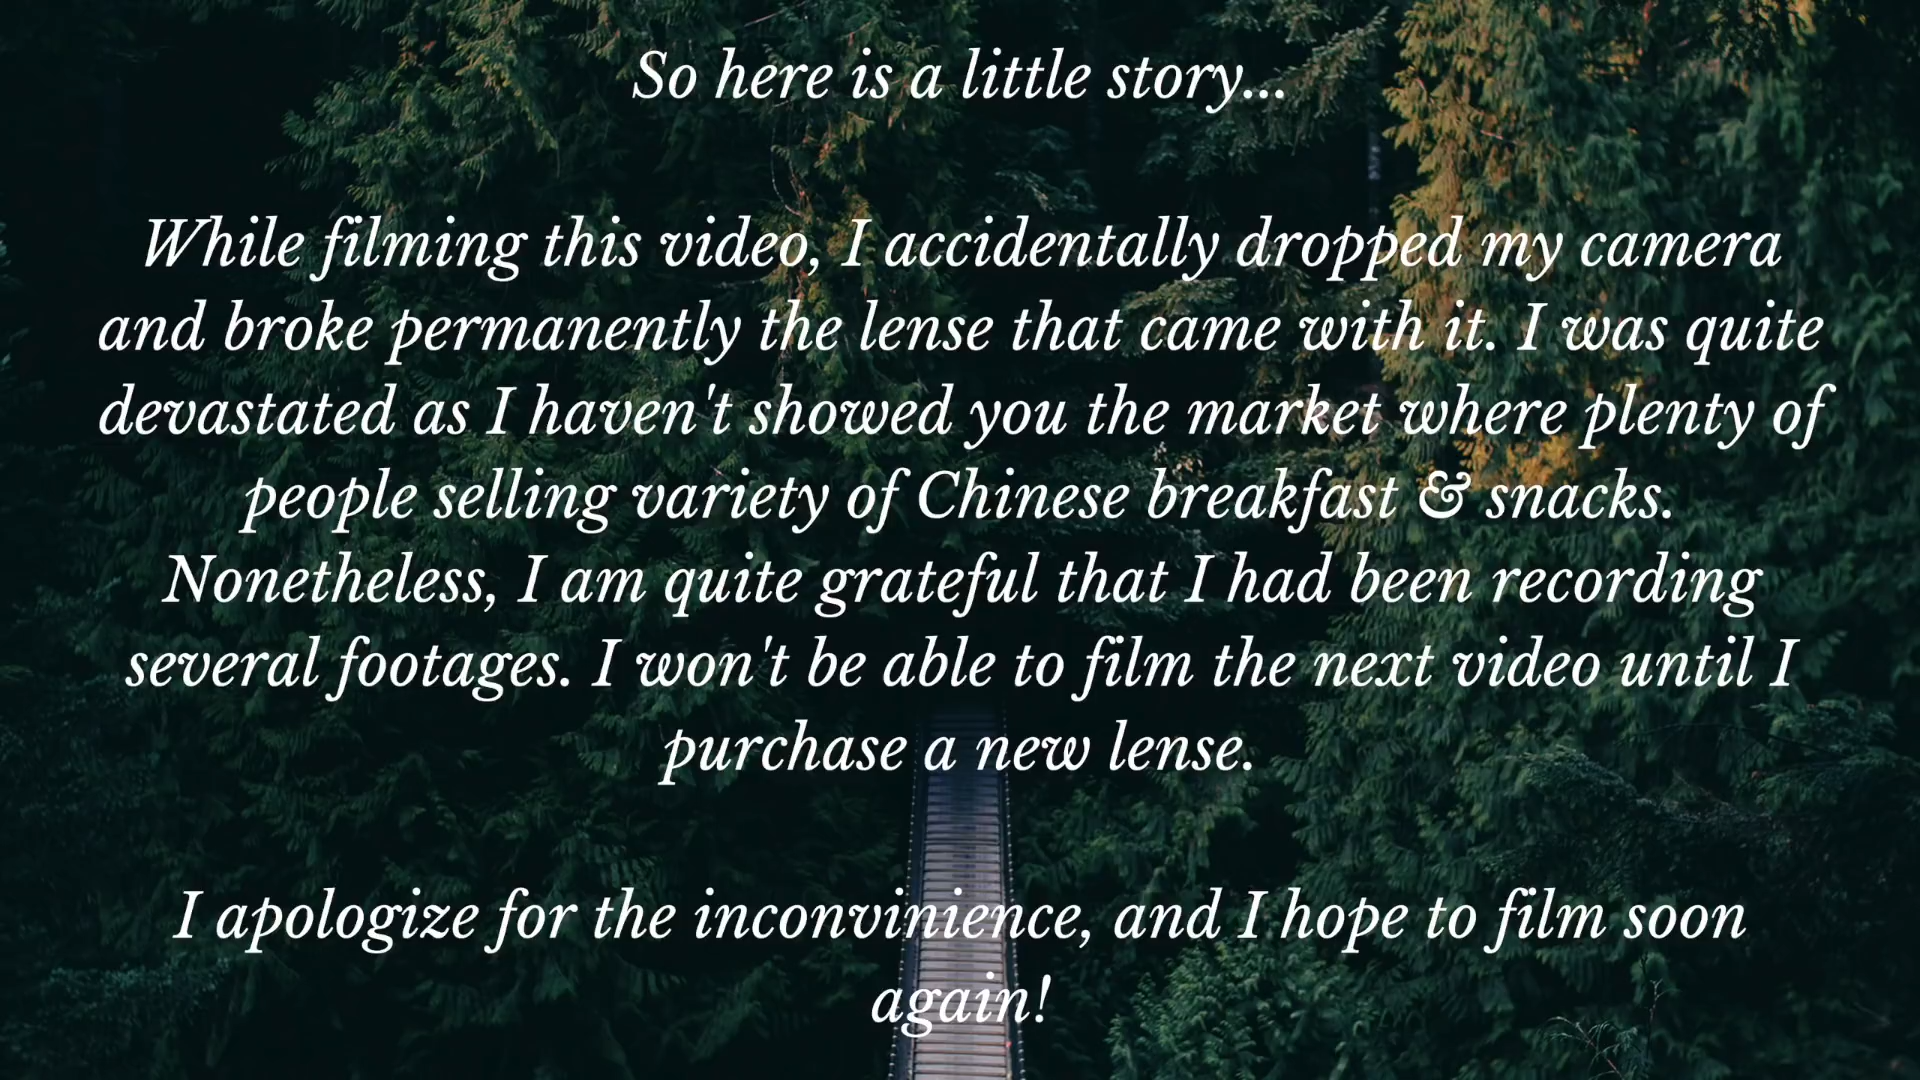 So here is a little story...
While filming this video, I accidentally dropped my camera
and broke permanently the lense that came with it. I was quite
devastated as I haven't showed you the market where plenty of
people selling variety of Chinese breakfast & snacks.
Nonetheless, I am quite grateful that I had been recording
several footages. I won't be able to film the next video until I
purchase a new lense.
I apologize for the inconvinience, and I hope to film soon
again!